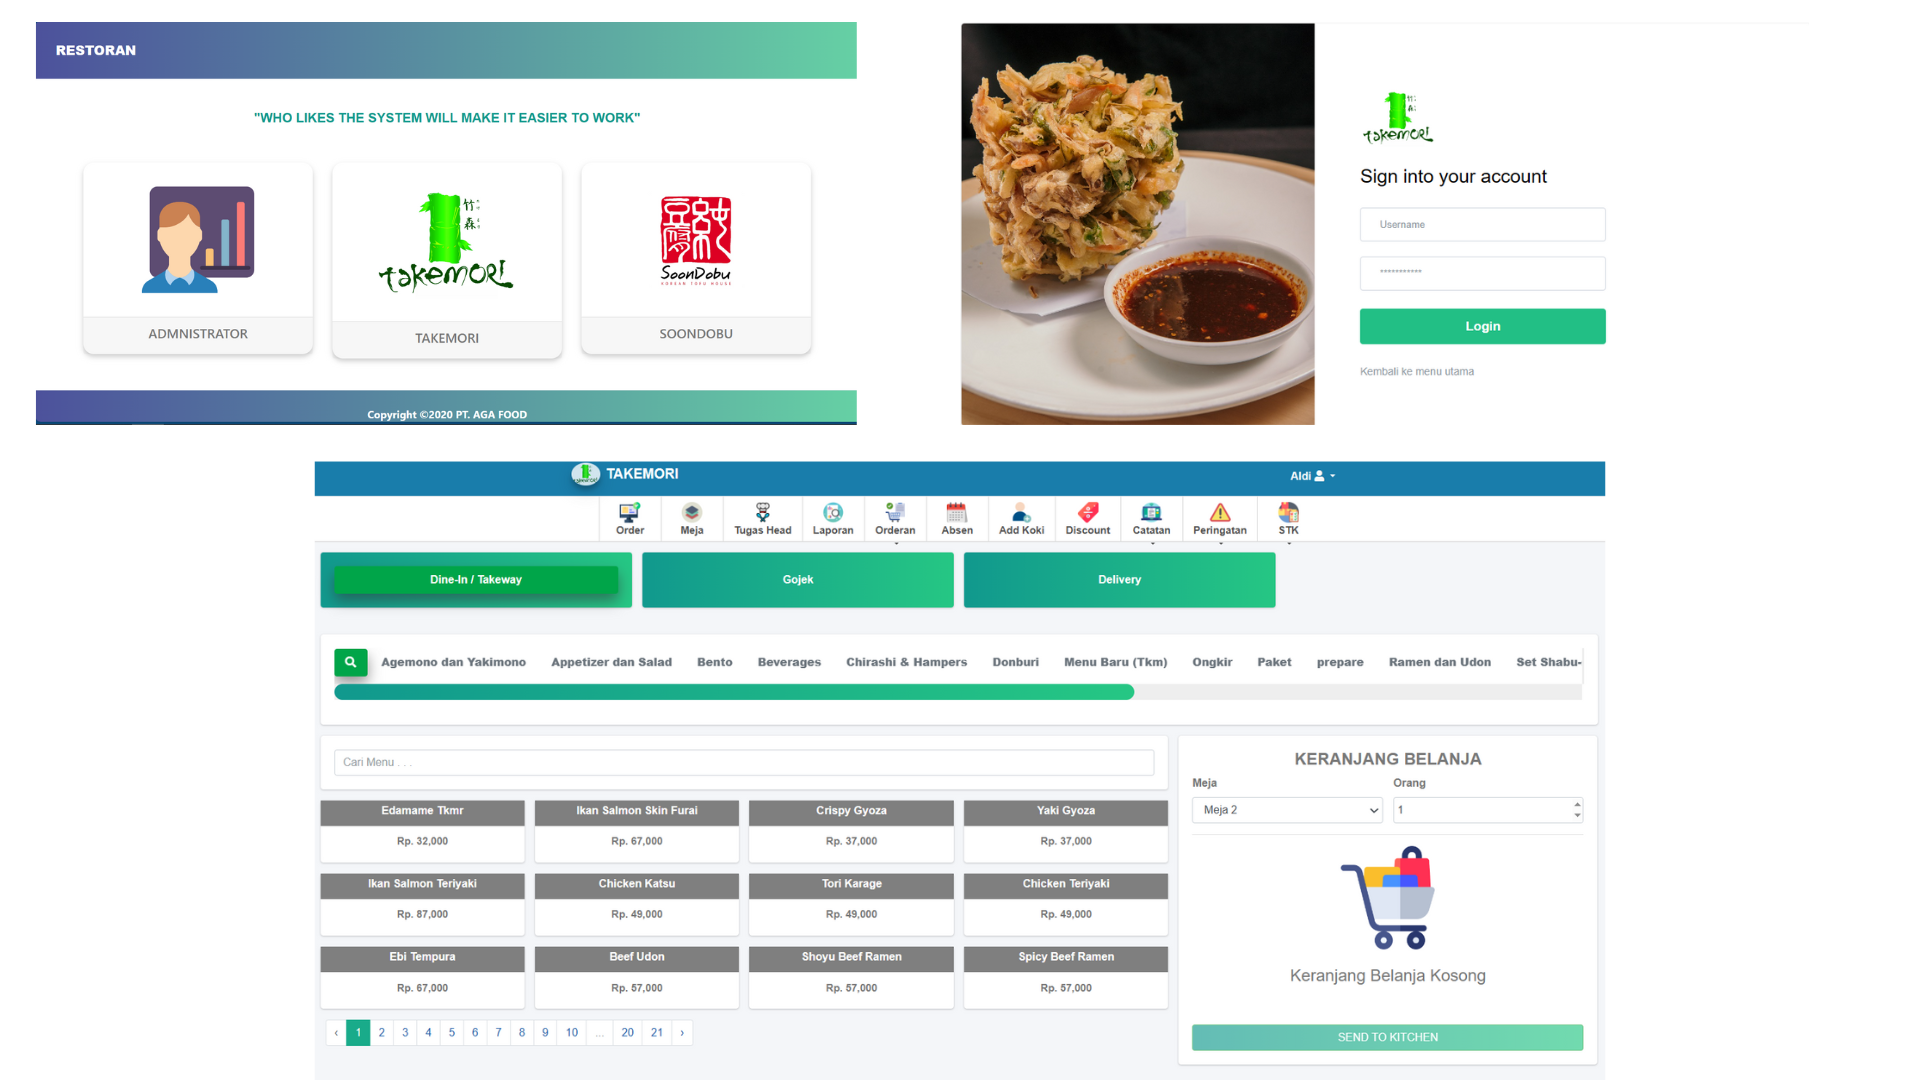 RESTORAN
"WHO LIKES THE SYSTEM WILL MAKE IT EASIER TO WORK"
竹
森
takemori
SoonDobu
KOREAN TOFU HOUSE
ADMNISTRATOR
TAKEMORI
SOONDOBU
Copyright ©2020 PT. AGA FOOD
takemori
Sign into your account
Username
***********
Login
Kembali ke menu utama
TAKEMORI
Aldi
Order Meja Tugas Head Laporan Orderan Absen Add Koki Discount Catatan Peringatan STK
Dine-In / Takeway Gojek Delivery
Agemono dan Yakimono Appetizer dan Salad Bento Beverages Chirashi & Hampers Donburi Menu Baru (Tkm) Ongkir Paket prepare Ramen dan Udon Set Shabu-
Cari Menu . . .
Edamame Tkmr Ikan Salmon Skin Furai Crispy Gyoza Yaki Gyoza
Rp. 32,000 Rp. 67,000 Rp. 37,000 Rp. 37,000
Ikan Salmon Teriyaki Chicken Katsu Tori Karage Chicken Teriyaki
Rp. 87,000 Rp. 49,000 Rp. 49,000 Rp. 49,000
Ebi Tempura Beef Udon Shoyu Beef Ramen Spicy Beef Ramen
Rp. 67,000 Rp. 57,000 Rp. 57,000 Rp. 57,000
‹ 1 2 3 4 5 6 7 8 9 10 ... 20 21 ›
KERANJANG BELANJA
Meja Orang
Meja 2 1
Keranjang Belanja Kosong
SEND TO KITCHEN